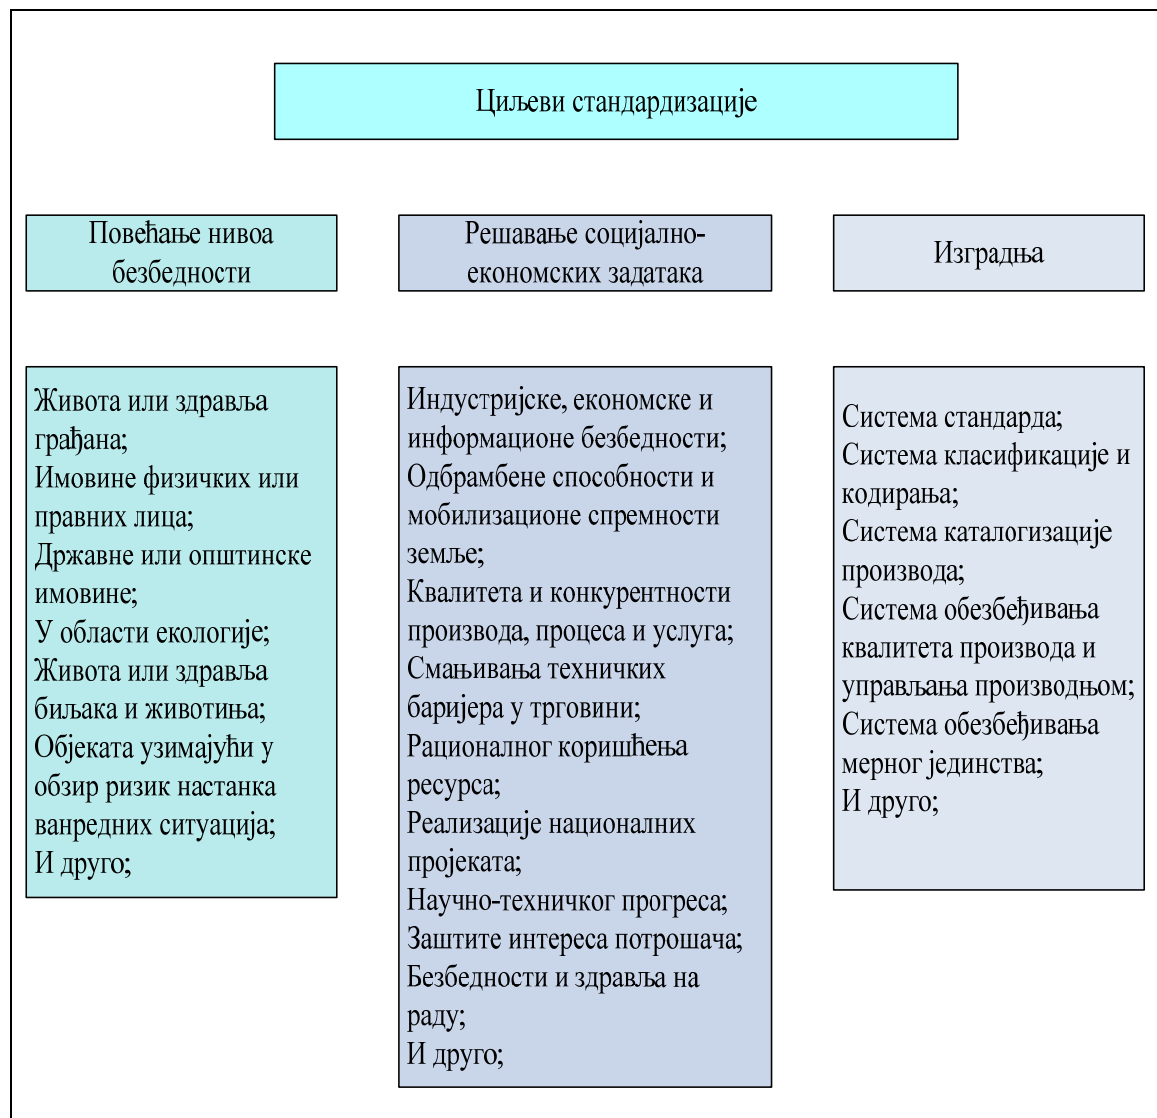 Циљеви стандардизације
Повећање нивоа
безбедности
Решавање социјално-
економских задатака
Изградња
Живота или здравља
грађана;
Имовине физичких или
правних лица;
Државне или општинске
имовине;
У области екологије;
Живота или здравља
биљака и животиња;
Објеката узимајући у
обзир ризик настанка
ванредних ситуација;
И друго;
Индустријске, економске и
информационе безбедности;
Одбрамбене способности и
мобилизационе спремности
земље;
Квалитета и конкурентности
производа, процеса и услуга;
Смањивања техничких
баријера у трговини;
Рационалног коришћења
ресурса;
Реализације националних
пројеката;
Научно-техничког прогреса;
Заштите интереса потрошача;
Безбедности и здравља на
раду;
И друго;
Система стандарда;
Система класификације и
кодирања;
Система каталогизације
производа;
Система обезбеђивања
квалитета производа и
управљања производњом;
Система обезбеђивања
мерног јединства;
И друго;